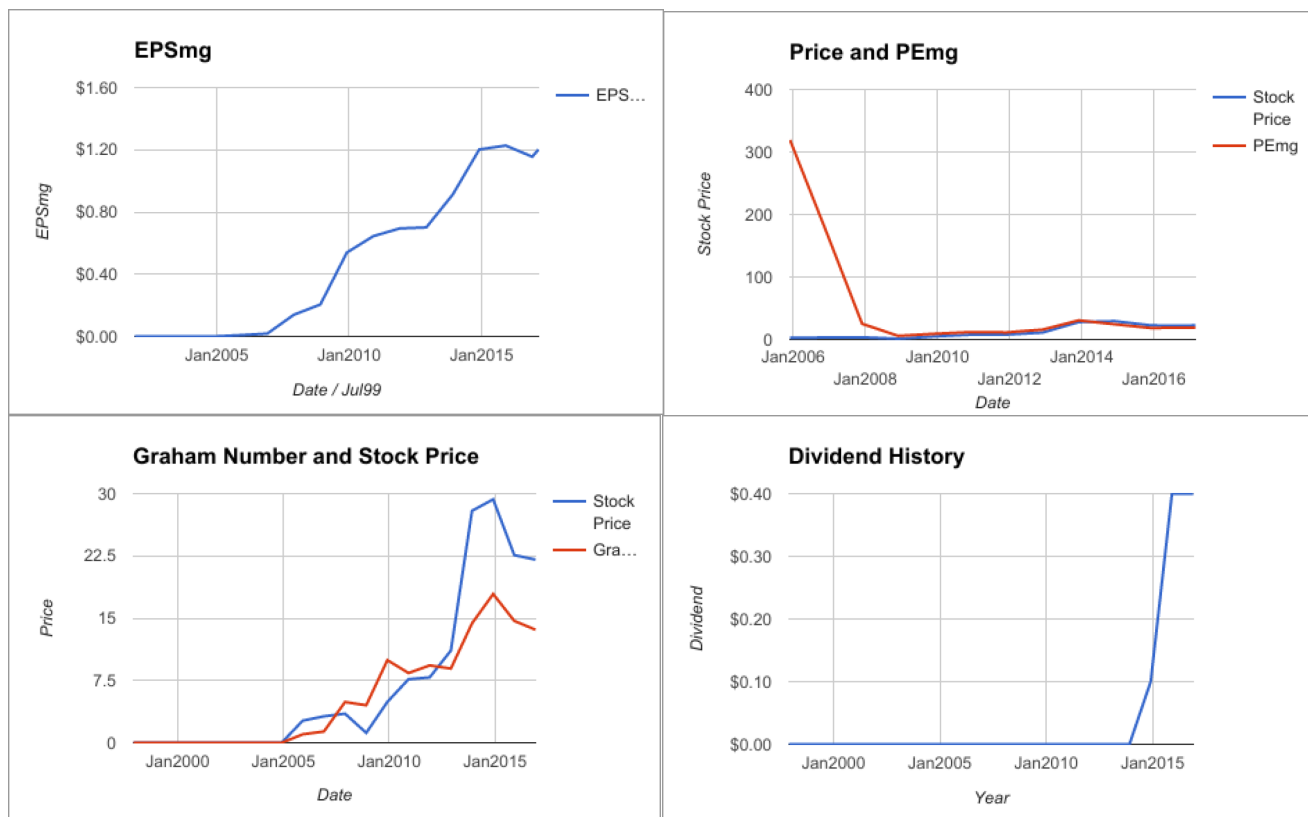 EPSmg
$1.60
$1.20
$0.80
$0.40
$0.00
EPSmg
Jan2005
Jan2010
Jan2015
Date / Jul99
EPS…
Price and PEmg
400
300
200
100
0
Stock Price
Jan2006
Jan2008
Jan2010
Jan2012
Jan2014
Jan2016
Date
Stock
Price
PEmg
Graham Number and Stock Price
30
22.5
15
7.5
0
Price
Jan2000
Jan2005
Jan2010
Jan2015
Date
Stock
Price
Gra…
Dividend History
$0.40
$0.30
$0.20
$0.10
$0.00
Dividend
Jan2000
Jan2005
Jan2010
Jan2015
Year